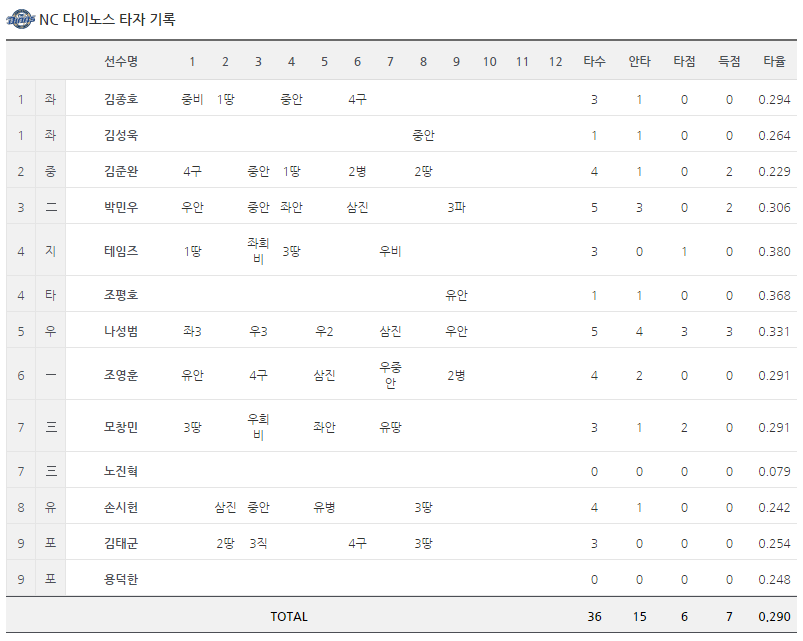 NC 다이노스 타자 기록
선수명 1 2 3 4 5 6 7 8 9 10 11 12 타수 안타 타점 득점 타율
1 좌 김종호 중비 1땅 중안 4구 3 1 0 0 0.294
1 좌 김성욱 중안 1 1 0 0 0.264
2 중 김준완 4구 중안 1땅 2병 2땅 4 1 0 2 0.229
3 二 박민우 우안 중안 좌안 삼진 3파 5 3 0 2 0.306
4 지 테임즈 1땅 좌희비 3땅 우비 3 0 1 0 0.380
4 타 조평호 유안 1 1 0 0 0.368
5 우 나성범 좌3 우3 우2 삼진 우안 5 4 3 3 0.331
6 一 조영훈 유안 4구 삼진 우중안 2병 4 2 0 0 0.291
7 三 모창민 3땅 우희비 좌안 유땅 3 1 2 0 0.291
7 三 노진혁 0 0 0 0 0.079
8 유 손시헌 삼진 중안 유병 3땅 4 1 0 0 0.242
9 포 김태군 2땅 3직 4구 3땅 3 0 0 0 0.254
9 포 용덕한 0 0 0 0 0.248
TOTAL 36 15 6 7 0.290